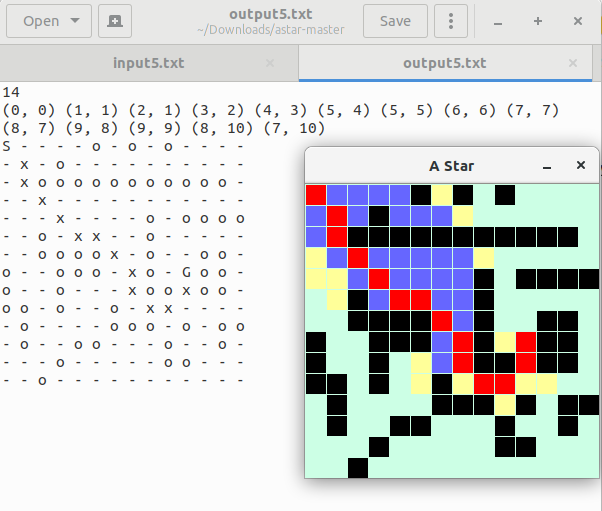 Open
output5.txt
~/Downloads/astar-master
Save
input5.txt
output5.txt
14
(0, 0) (1, 1) (2, 1) (3, 2) (4, 3) (5, 4) (5, 5) (6, 6) (7, 7)
(8, 7) (9, 8) (9, 9) (8, 10) (7, 10)
S - - - - o - o - o - - - -
- x - o - - - - - - - - - -
- x o o o o o o o o o o o -
- - x - - - - - - - - - - -
- - - x - - - - o - o o o o
- - o - x x - - o - - - - -
- - o o o o x - o - - o o -
o - - o o o - x o - G o o -
o - - o - - - x o o x o o -
o o - o - - o - x x - - - -
- o - - - - o o o - o - o o
- o - - o o - - - o - - o -
- - - o - - - - - o o - - -
- - o - - - - - - - - - - -
A Star